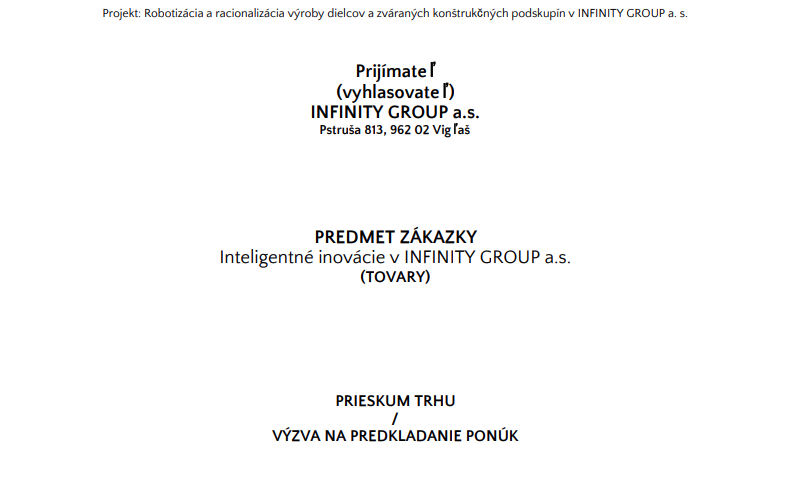 Projekt: Robotizácia a racionalizácia výroby dielcov a zváraných konštrukčných podskupín v INFINITY GROUP a. s.
Prijímateľ
(vyhlasovateľ)
INFINITY GROUP a.s.
Pstruša 813, 962 02 Vigľaš
PREDMET ZÁKAZKY
Inteligentné inovácie v INFINITY GROUP a.s.
(TOVARY)
PRIESKUM TRHU
/
VÝZVA NA PREDKLADANIE PONÚK